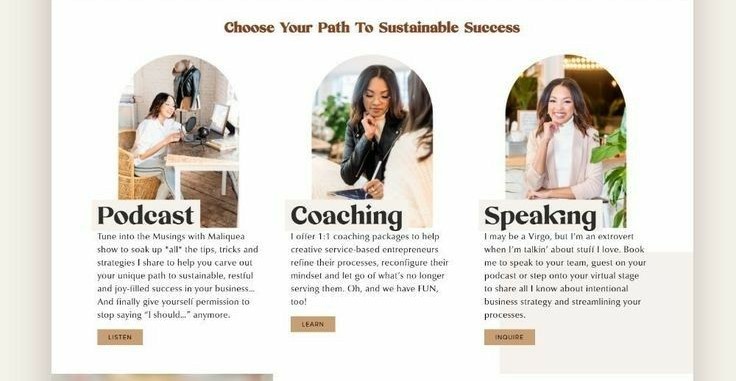 Choose Your Path To Sustainable Success
Podcast
Tune into the Musings with Maliquea
show to soak up *all* the tips, tricks and
strategies I share to help you carve out
your unique path to sustainable, restful
and joy-filled success in your business...
And finally give yourself permission to
stop saying “I should...” anymore.
LISTEN
Coaching
I offer 1:1 coaching packages to help
creative service-based entrepreneurs
refine their processes, reconfigure their
mindset and let go of what's no longer
serving them. Oh, and we have FUN,
too!
LEARN
Speaking
I may be a Virgo, but I'm an extrovert
when I'm talkin' about stuff I love. Book
me to speak to your team, guest on your
podcast or step onto your virtual stage
to share all I know about intentional
business strategy and streamlining your
processes.
INQUIRE